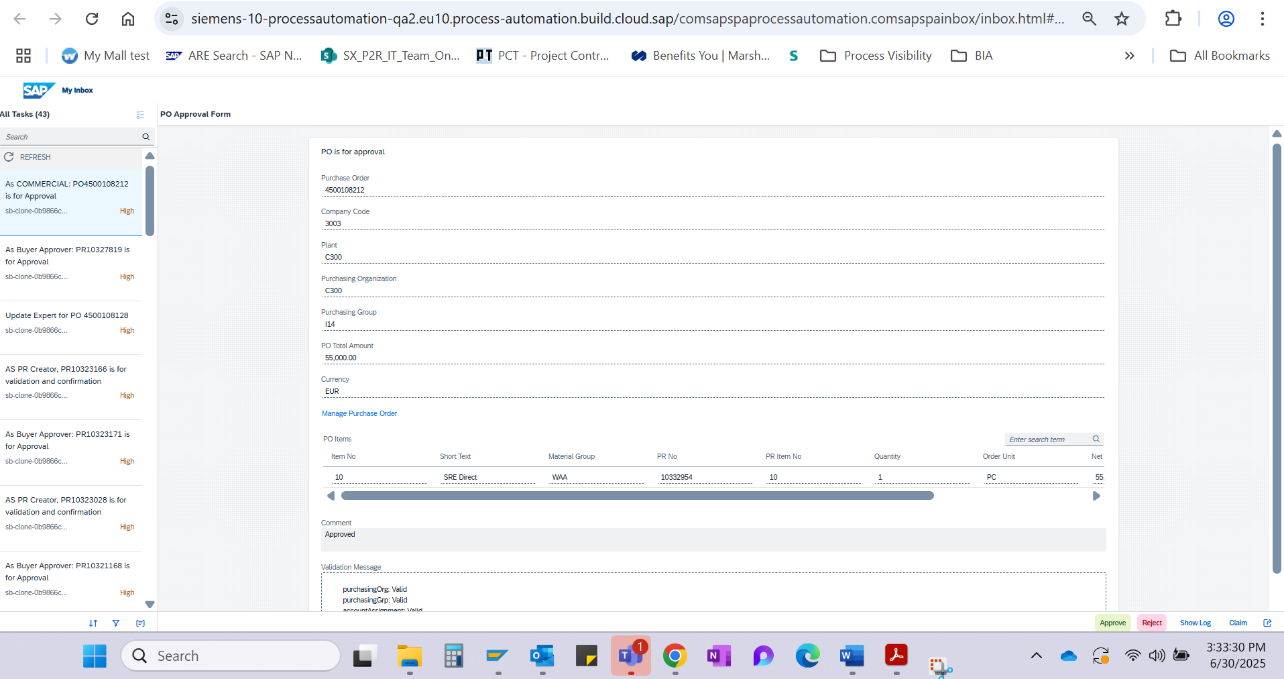 siemens-10-processautomation-qa2.eu10.process-automation.build.cloud.sap/comsapspaprocessautomation.comsapspainbox/inbox.html#...
My Mall test
SAP ARE Search - SAP N...
SX_P2R_IT_Team_On...
PT PCT - Project Contr...
Benefits You | Marsh...
S
Process Visibility
BIA
»
All Bookmarks
SAP My Inbox
All Tasks (43)
Search
REFRESH
As COMMERCIAL: PO4500108212
is for Approval
sb-clone-0b9866c... High
As Buyer Approver: PR10327819 is
for Approval
sb-clone-0b9866c... High
Update Expert for PO 4500108128
sb-clone-0b9866c... High
AS PR Creator, PR10323166 is for
validation and confirmation
sb-clone-0b9866c... High
As Buyer Approver: PR10323171 is
for Approval
sb-clone-0b9866c... High
AS PR Creator, PR10323028 is for
validation and confirmation
sb-clone-0b9866c... High
As Buyer Approver: PR10321168 is
for Approval
sb-clone-0b9866c... High
PO Approval Form
PO is for approval
Purchase Order
4500108212
Company Code
3003
Plant
C300
Purchasing Organization
C300
Purchasing Group
I14
PO Total Amount
55,000.00
Currency
EUR
Manage Purchase Order
PO Items
Enter search term
Item No Short Text Material Group PR No PR Item No Quantity Order Unit Net
10 SRE Direct WAA 10332954 10 1 PC 55
Comment
Approved
Validation Message
purchasingOrg: Valid
purchasingGrp: Valid
accountAssignment: Valid
Approve Reject Show Log Claim
Search
1
3:33:30 PM
6/30/2025